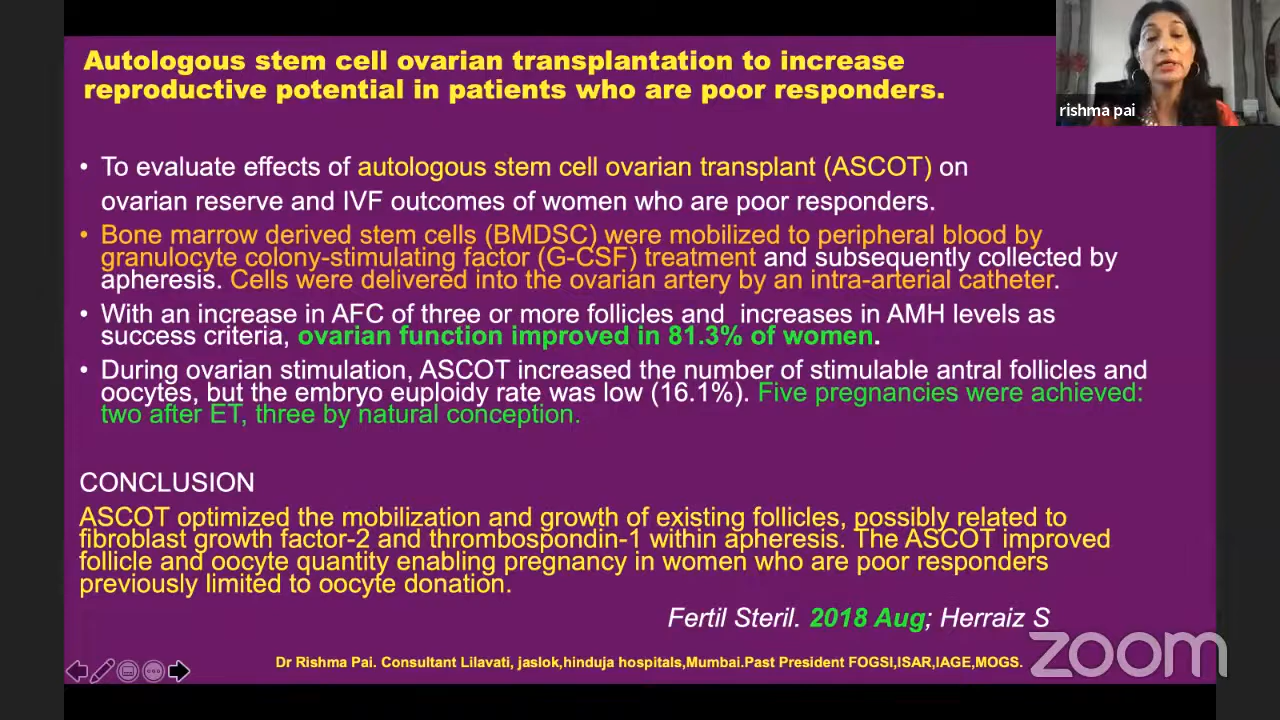 Autologous stem cell ovarian transplantation to increase
reproductive potential in patients who are poor responders.
rishma pai
• To evaluate effects of autologous stem cell ovarian transplant (ASCOT) on
ovarian reserve and IVF outcomes of women who are poor responders.
• Bone marrow derived stem cells (BMDSC) were mobilized to peripheral blood by
granulocyte colony-stimulating factor (G-CSF) treatment and subsequently collected by
apheresis. Cells were delivered into the ovarian artery by an intra-arterial catheter.
• With an increase in AFC of three or more follicles and increases in AMH levels as
success criteria, ovarian function improved in 81.3% of women.
• During ovarian stimulation, ASCOT increased the number of stimulable antral follicles and
oocytes, but the embryo euploidy rate was low (16.1%). Five pregnancies were achieved:
two after ET, three by natural conception.
CONCLUSION
ASCOT optimized the mobilization and growth of existing follicles, possibly related to
fibroblast growth factor-2 and thrombospondin-1 within apheresis. The ASCOT improved
follicle and oocyte quantity enabling pregnancy in women who are poor responders
previously limited to oocyte donation.
Fertil Steril. 2018 Aug; Herraiz S
Dr Rishma Pai. Consultant Lilavati, jaslok,hinduja hospitals,Mumbai.Past President FOGSI,ISAR,IAGE,MOGS.
zoom